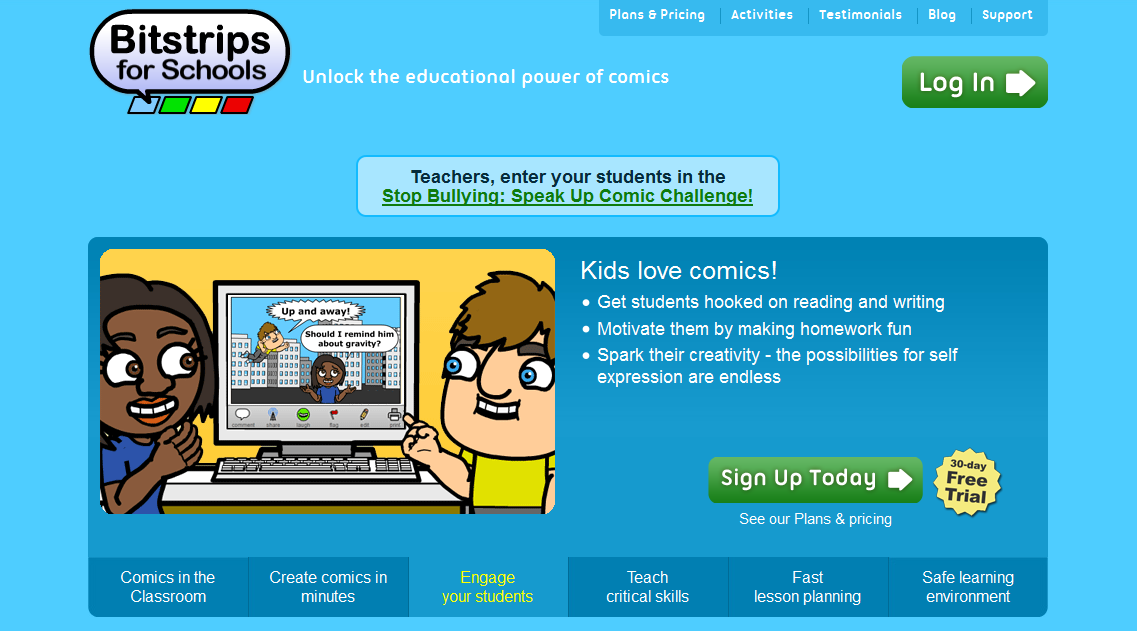 Bitstrips
for Schools
Unlock the educational power of comics
Plans & Pricing
Activities
Testimonials
Blog
Support
Log In
Teachers, enter your students in the
Stop Bullying: Speak Up Comic Challenge!
Up and away!
Should I remind him
about gravity?
comment share laugh flag edit print
Kids love comics!
Get students hooked on reading and writing
Motivate them by making homework fun
Spark their creativity - the possibilities for self
expression are endless
Sign Up Today
30-day
Free
Trial
See our Plans & pricing
Comics in the
Classroom
Create comics in
minutes
Engage
your students
Teach
critical skills
Fast
lesson planning
Safe learning
environment